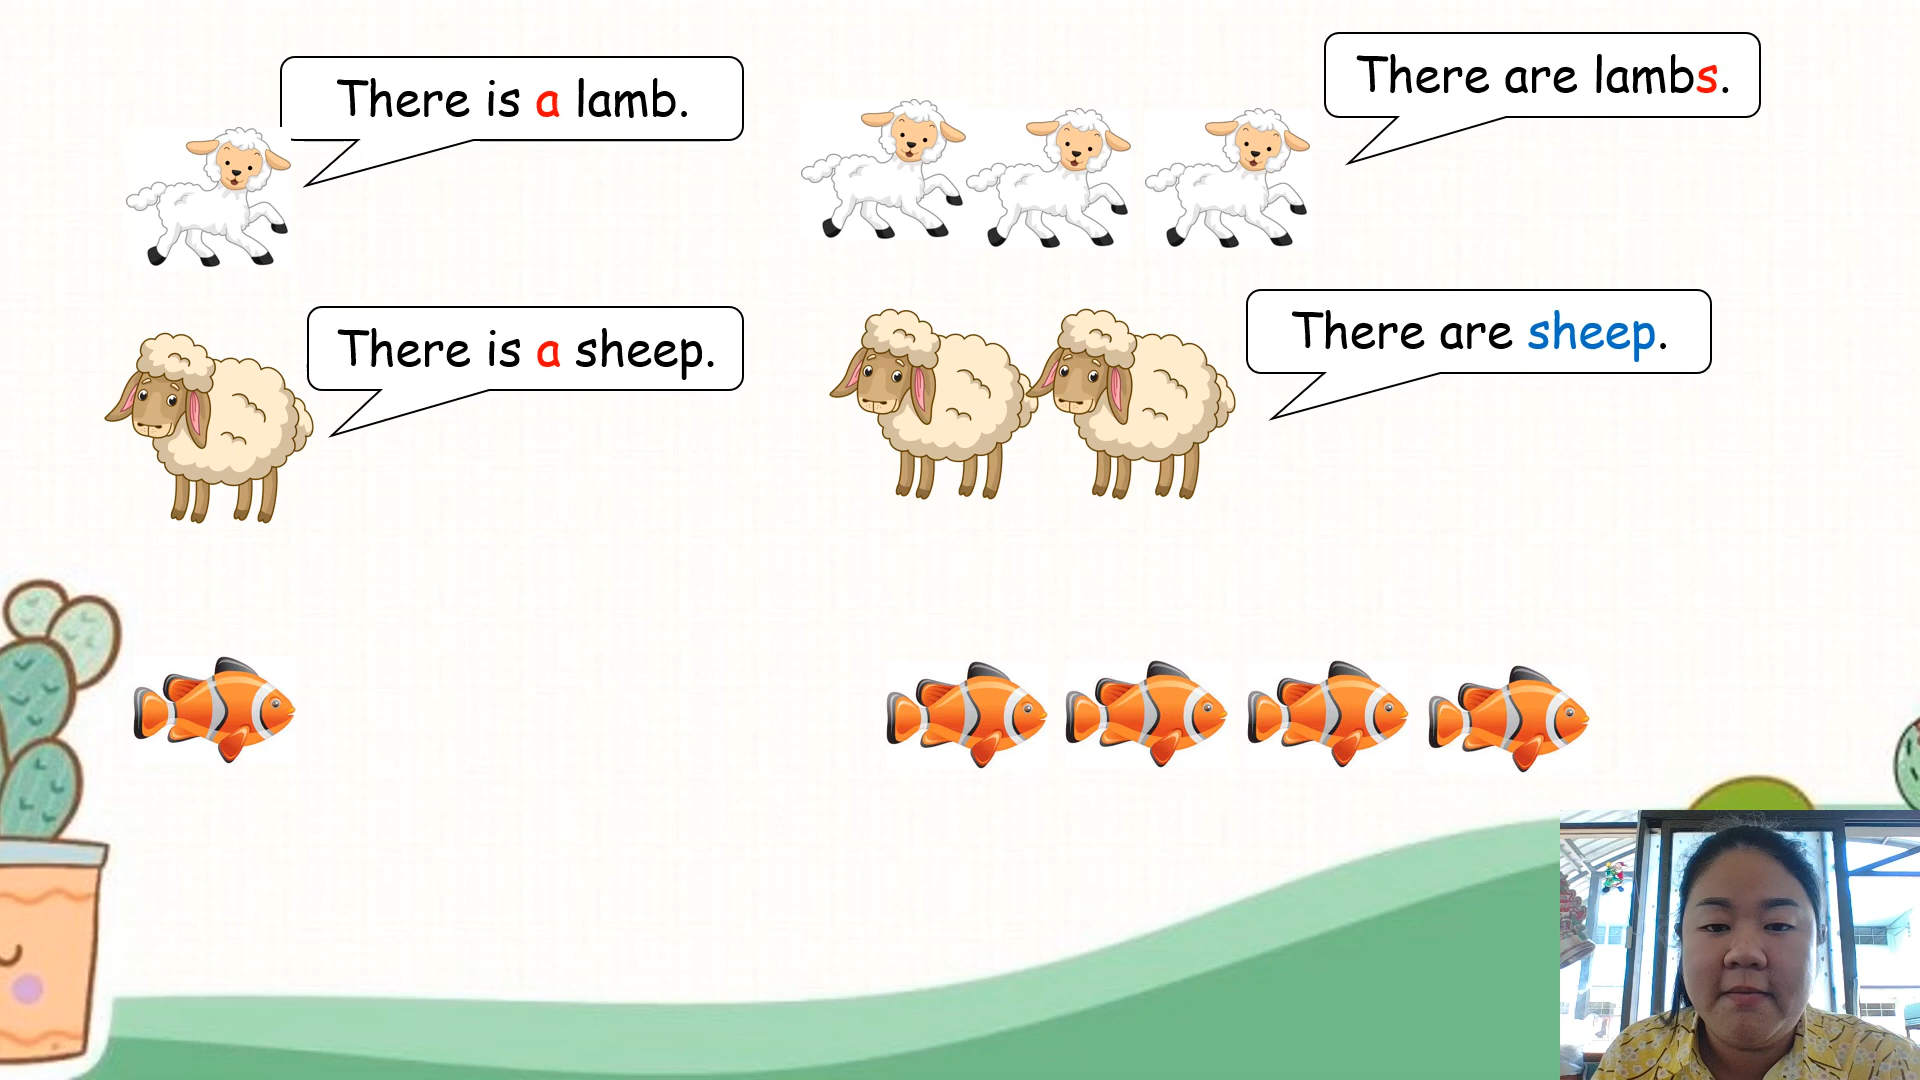 There is a lamb.
There are lambs.
There is a sheep.
There are sheep.